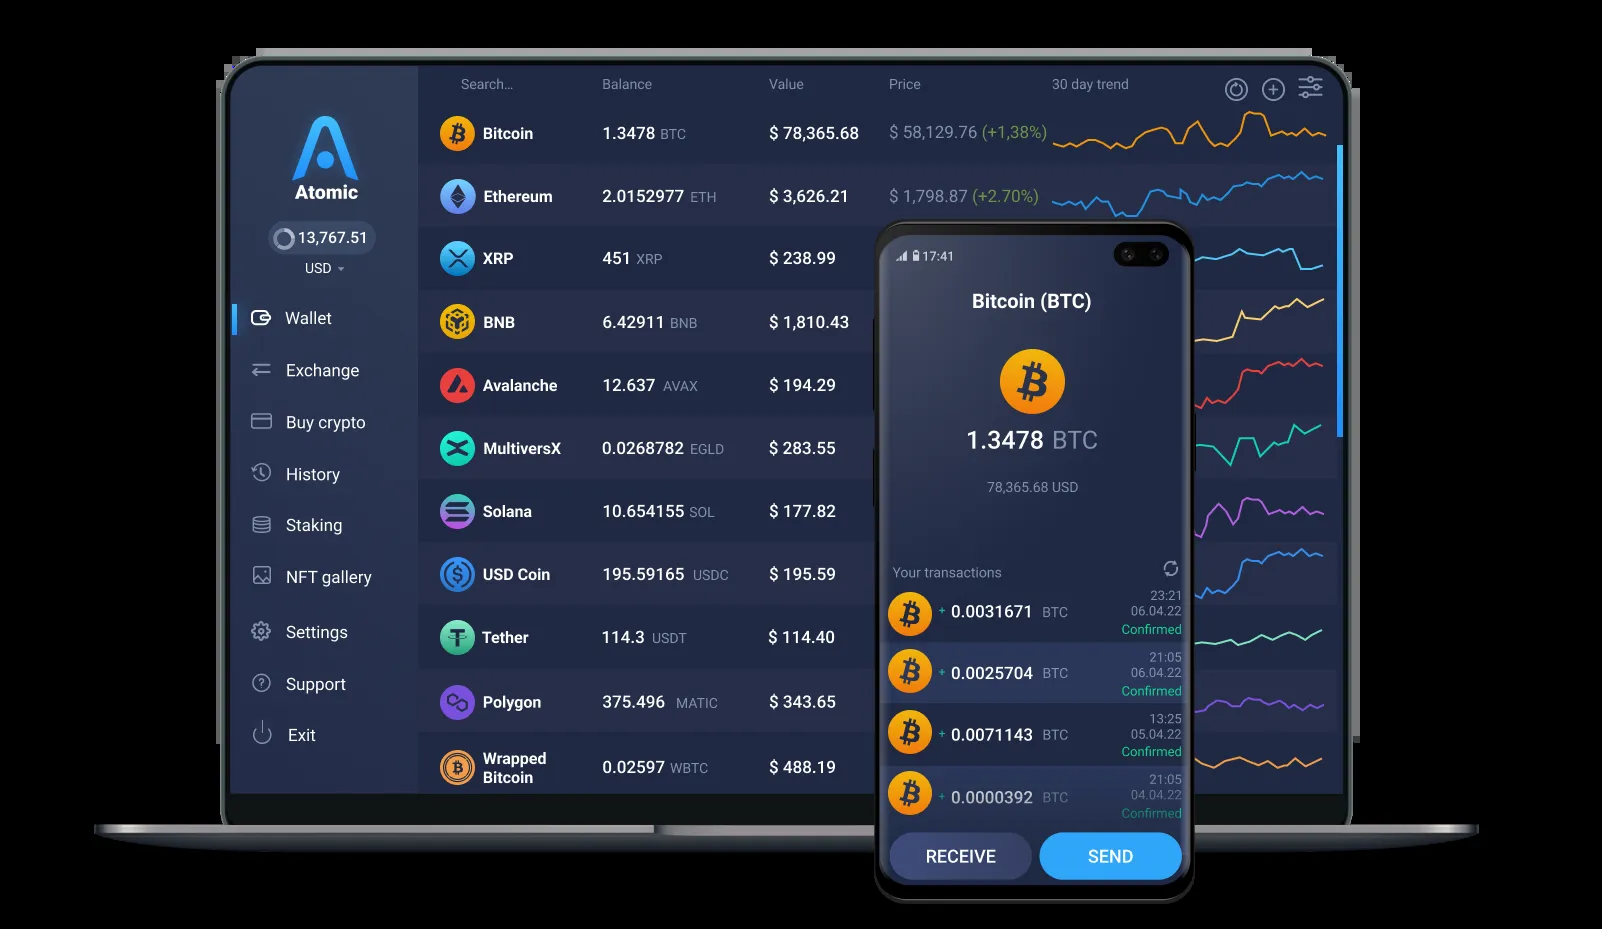 Atomic
13,767.51
USD
Wallet
Exchange
Buy crypto
History
Staking
NFT gallery
Settings
Support
Exit
Search... Balance Value Price 30 day trend
Bitcoin 1.3478 BTC $ 78,365.68 $ 58,129.76 (+1,38%)
Ethereum 2.0152977 ETH $ 3,626.21 $ 1,798.87 (+2.70%)
XRP 451 XRP $ 238.99
BNB 6.42911 BNB $ 1,810.43
Avalanche 12.637 AVAX $ 194.29
MultiversX 0.0268782 EGLD $ 283.55
Solana 10.654155 SOL $ 177.82
USD Coin 195.59165 USDC $ 195.59
Tether 114.3 USDT $ 114.40
Polygon 375.496 MATIC $ 343.65
Wrapped
Bitcoin 0.02597 WBTC $ 488.19
17:41
Bitcoin (BTC)
1.3478 BTC
78,365.68 USD
Your transactions
23:21
+ 0.0031671 BTC 06.04.22
Confirmed
21:05
+ 0.0025704 BTC 06.04.22
Confirmed
13:25
+ 0.0071143 BTC 05.04.22
Confirmed
21:05
+ 0.0000392 BTC 04.04.22
Confirmed
RECEIVE SEND